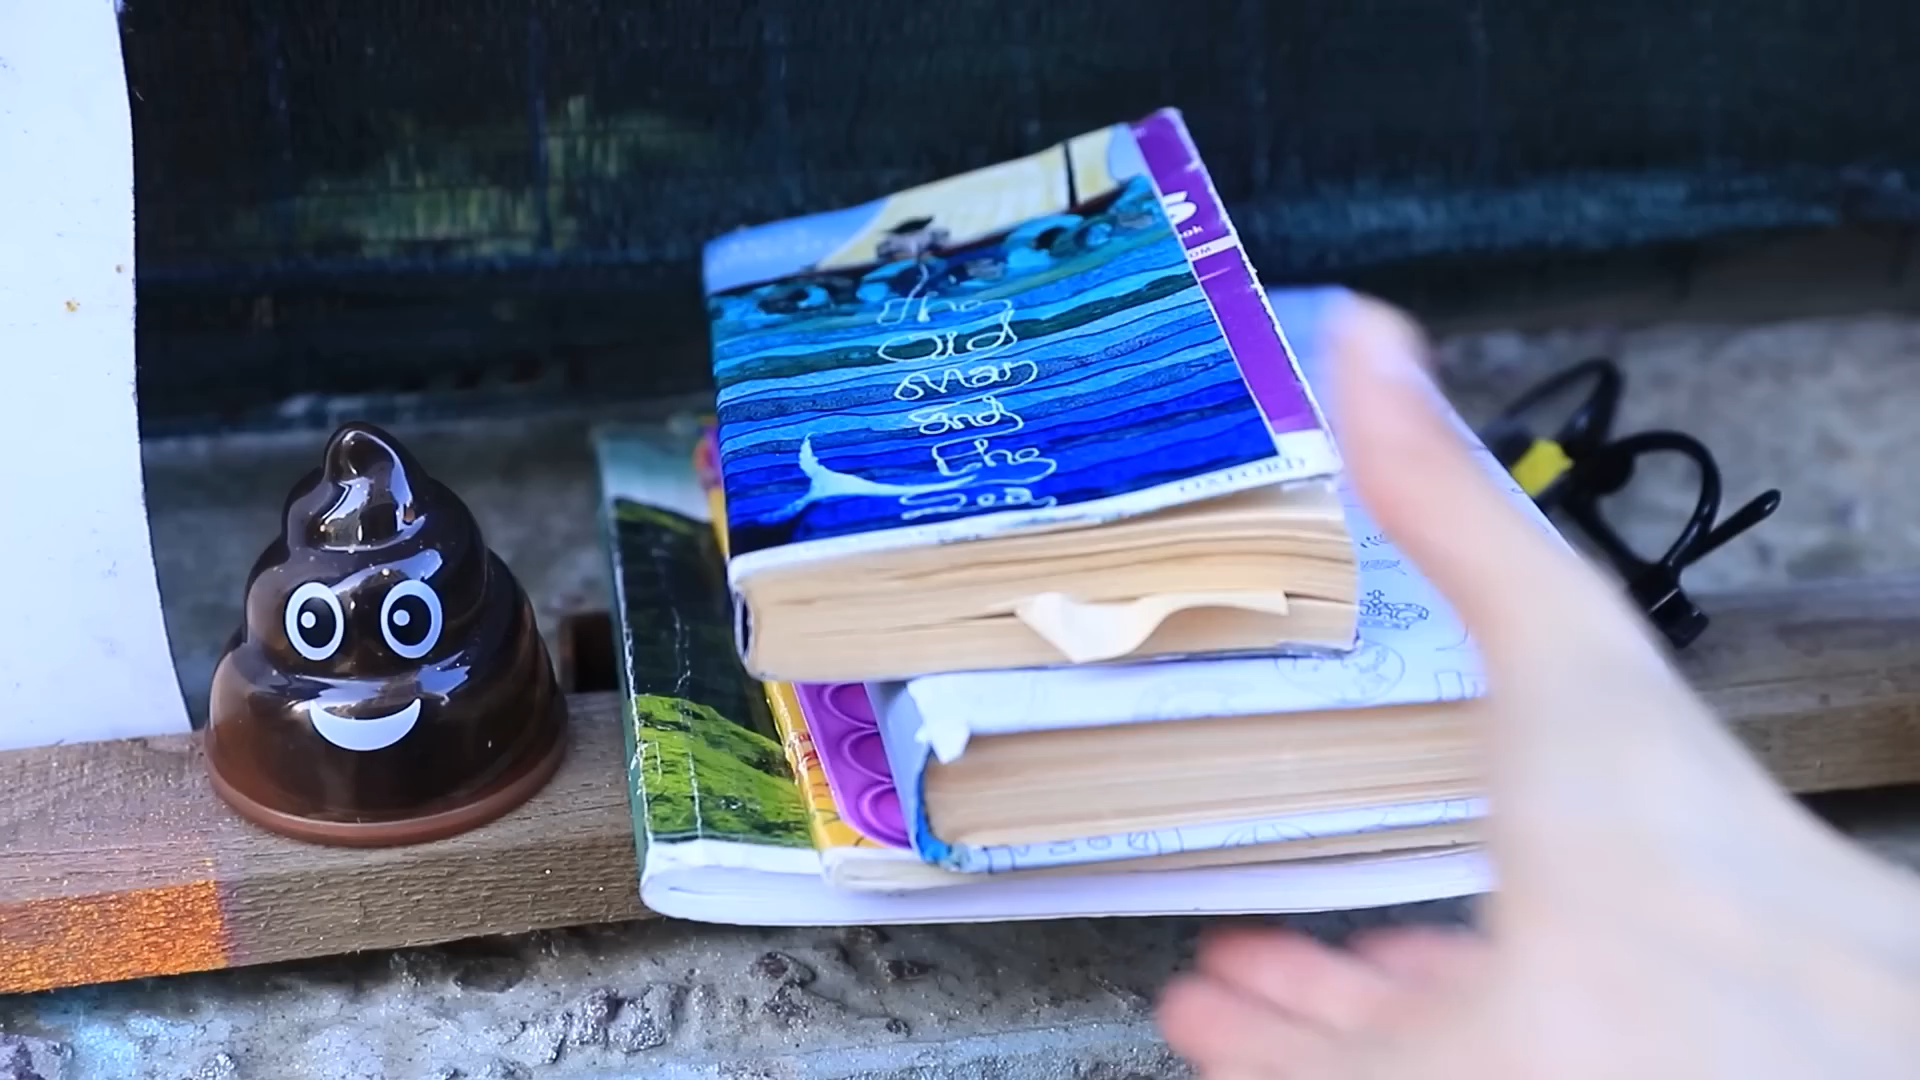 The
Old
Man
and
the
Sea
OXFORD